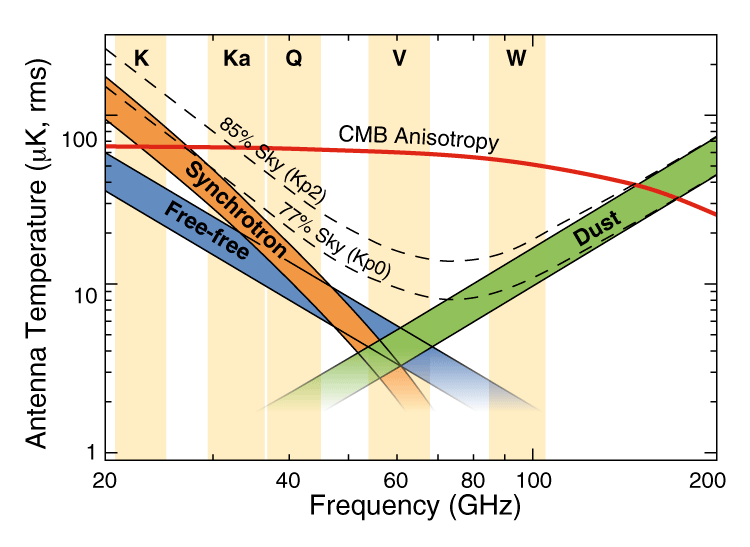 K
Ka
Q
V
W
85% Sky (Kp2)
CMB Anisotropy
Synchrotron
77% Sky (Kp0)
Free-free
Dust
Antenna Temperature (μK, rms)
100
10
1
20
40
60
80
100
200
Frequency (GHz)